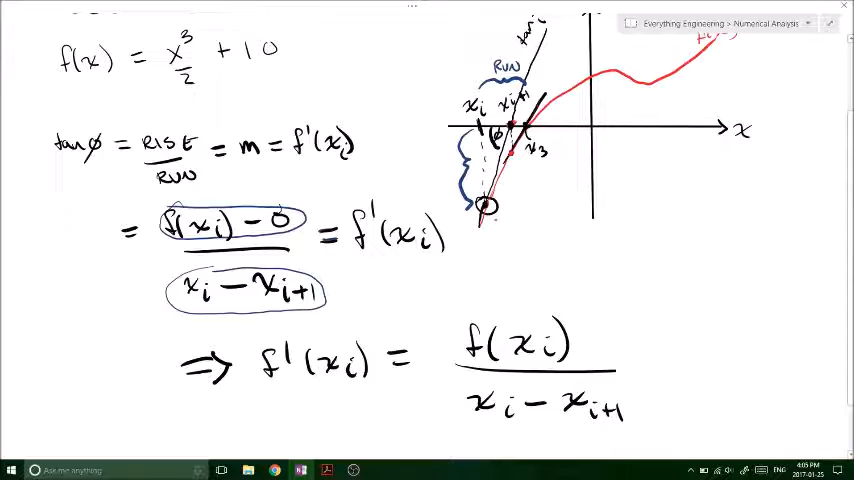 Everything Engineering > Numerical Analysis
f(x) = x³/2 + 10
RUN
xᵢ xᵢ₊₁
x
x₃
φ
tanφ = RISE/RUN = m = f'(xᵢ)
= f(xᵢ) - 0 / xᵢ - xᵢ₊₁ = f'(xᵢ)
⇒ f'(xᵢ) = f(xᵢ) / xᵢ - xᵢ₊₁
Ask me anything
ENG
4:05 PM
2017-01-25